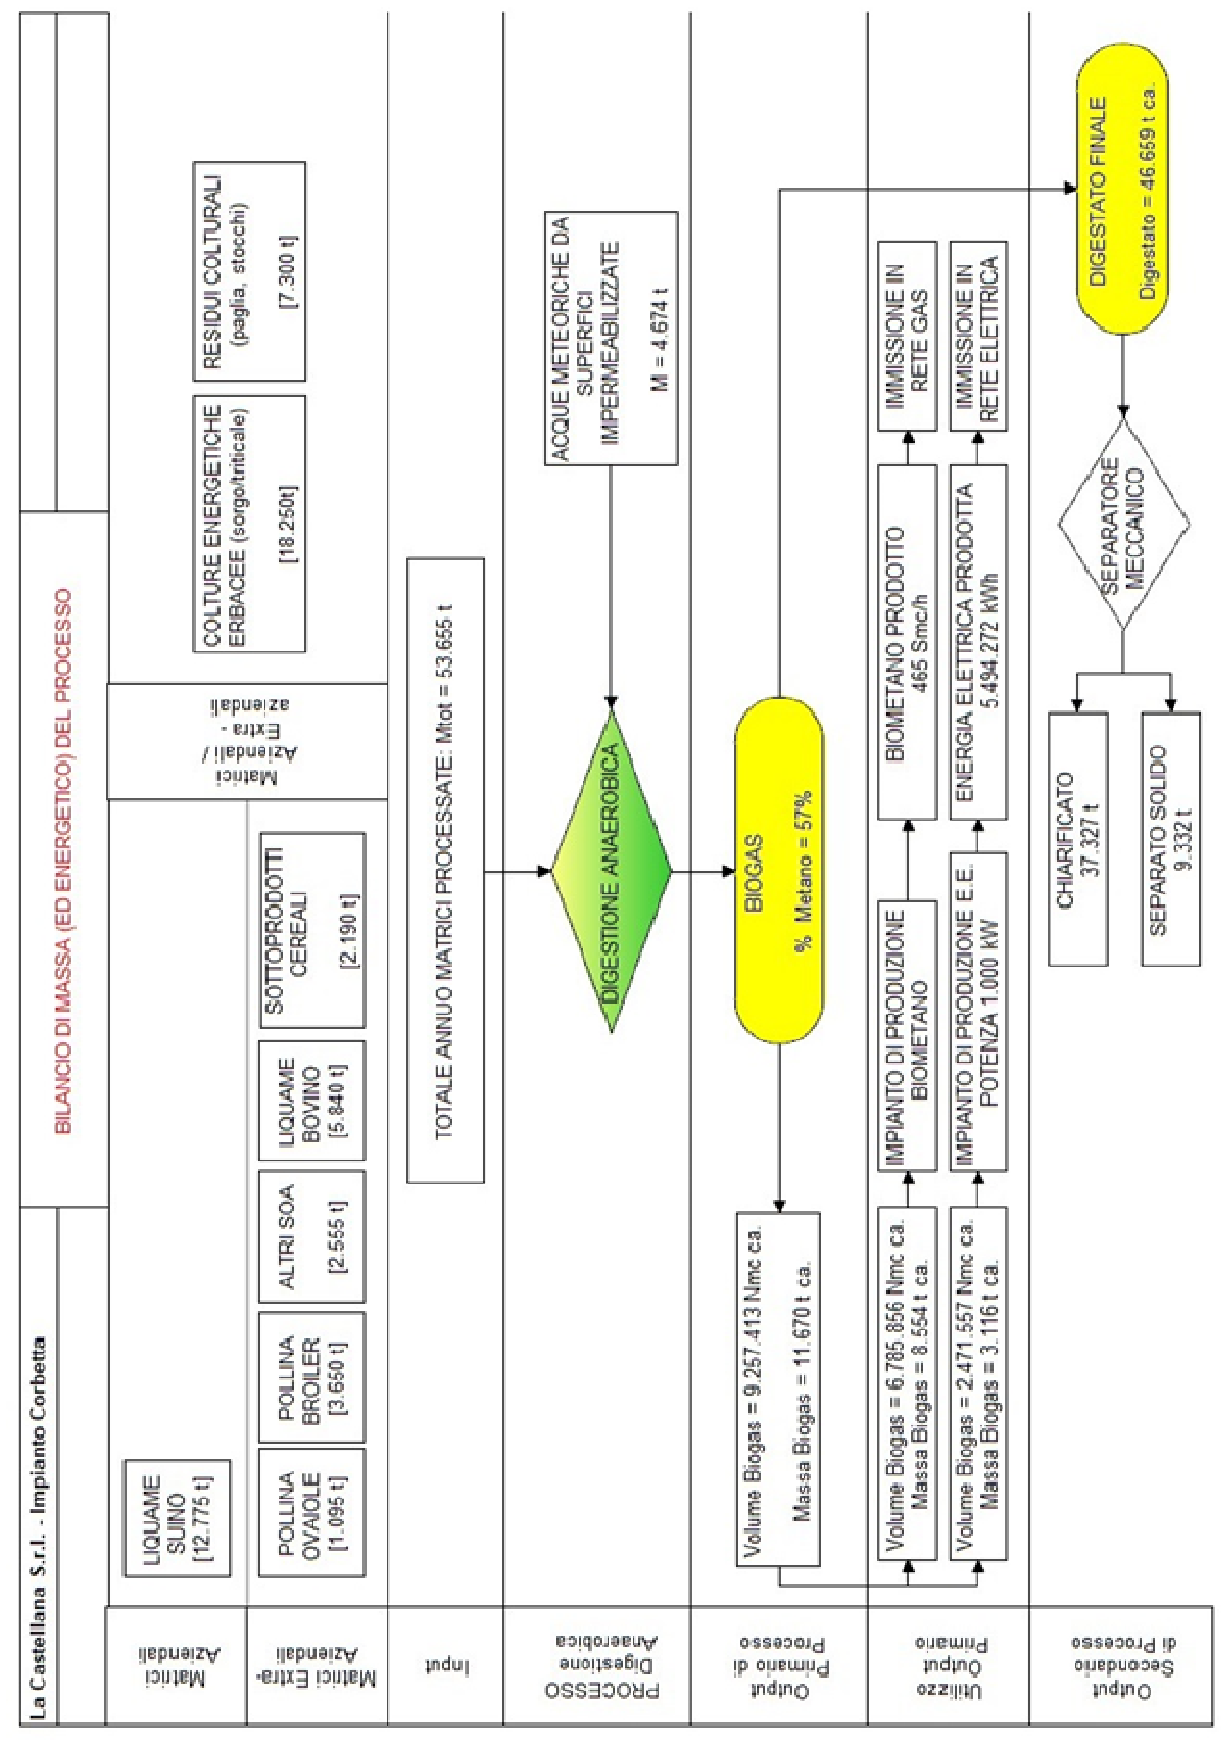 La Castellana S.r.l. - Impianto Corbetta
BILANCIO DI MASSA (ED ENERGETICO) DEL PROCESSO
Matrici
Aziendali
LIQUAME
SUINO
[12.775 t]
Matrici Extra-
Aziendali
POLLINA
OVAIOLE
[1.095 t]
POLLINA
BROILER
[3.650 t]
ALTRI SOA
[2.555 t]
LIQUAME
BOVINO
[5.840 t]
SOTTOPRODOTTI
CEREALI
[2.190 t]
Matrici
Aziendali /
Extra -
aziendali
COLTURE ENERGETICHE
ERBACEE (sorgo/triticale)
[18.250t]
RESIDUI COLTURALI
(paglia, stocchi)
[7.300 t]
Input
TOTALE ANNUO MATRICI PROCESSATE: Mtot = 53.655 t
PROCESSO
Digestione
Anaerobica
DIGESTIONE ANAEROBICA
ACQUE METEORICHE DA
SUPERFICI
IMPERMEABILIZZATE
MI = 4.674 t
Output
Primario di
Processo
Volume Biogas = 9.257.413 Nmc ca.
Massa Biogas = 11.670 t ca.
BIOGAS
% Metano = 57%
Utilizzo
Output
Primario
Volume Biogas = 6.785.856 Nmc ca.
Massa Biogas = 8.554 t ca.
IMPIANTO DI PRODUZIONE
BIOMETANO
BIOMETANO PRODOTTO
465 Smc/h
IMMISSIONE IN
RETE GAS
Volume Biogas = 2.471.557 Nmc ca.
Massa Biogas = 3.116 t ca.
IMPIANTO DI PRODUZIONE E.E.
POTENZA 1.000 kW
ENERGIA ELETTRICA PRODOTTA
5.494.272 kWh
IMMISSIONE IN
RETE ELETTRICA
Output
Secondario
di Processo
CHIARIFICATO
37.327 t
SEPARATO SOLIDO
9.332 t
SEPARATORE
MECCANICO
DIGESTATO FINALE
Digestato = 46.659 t ca.